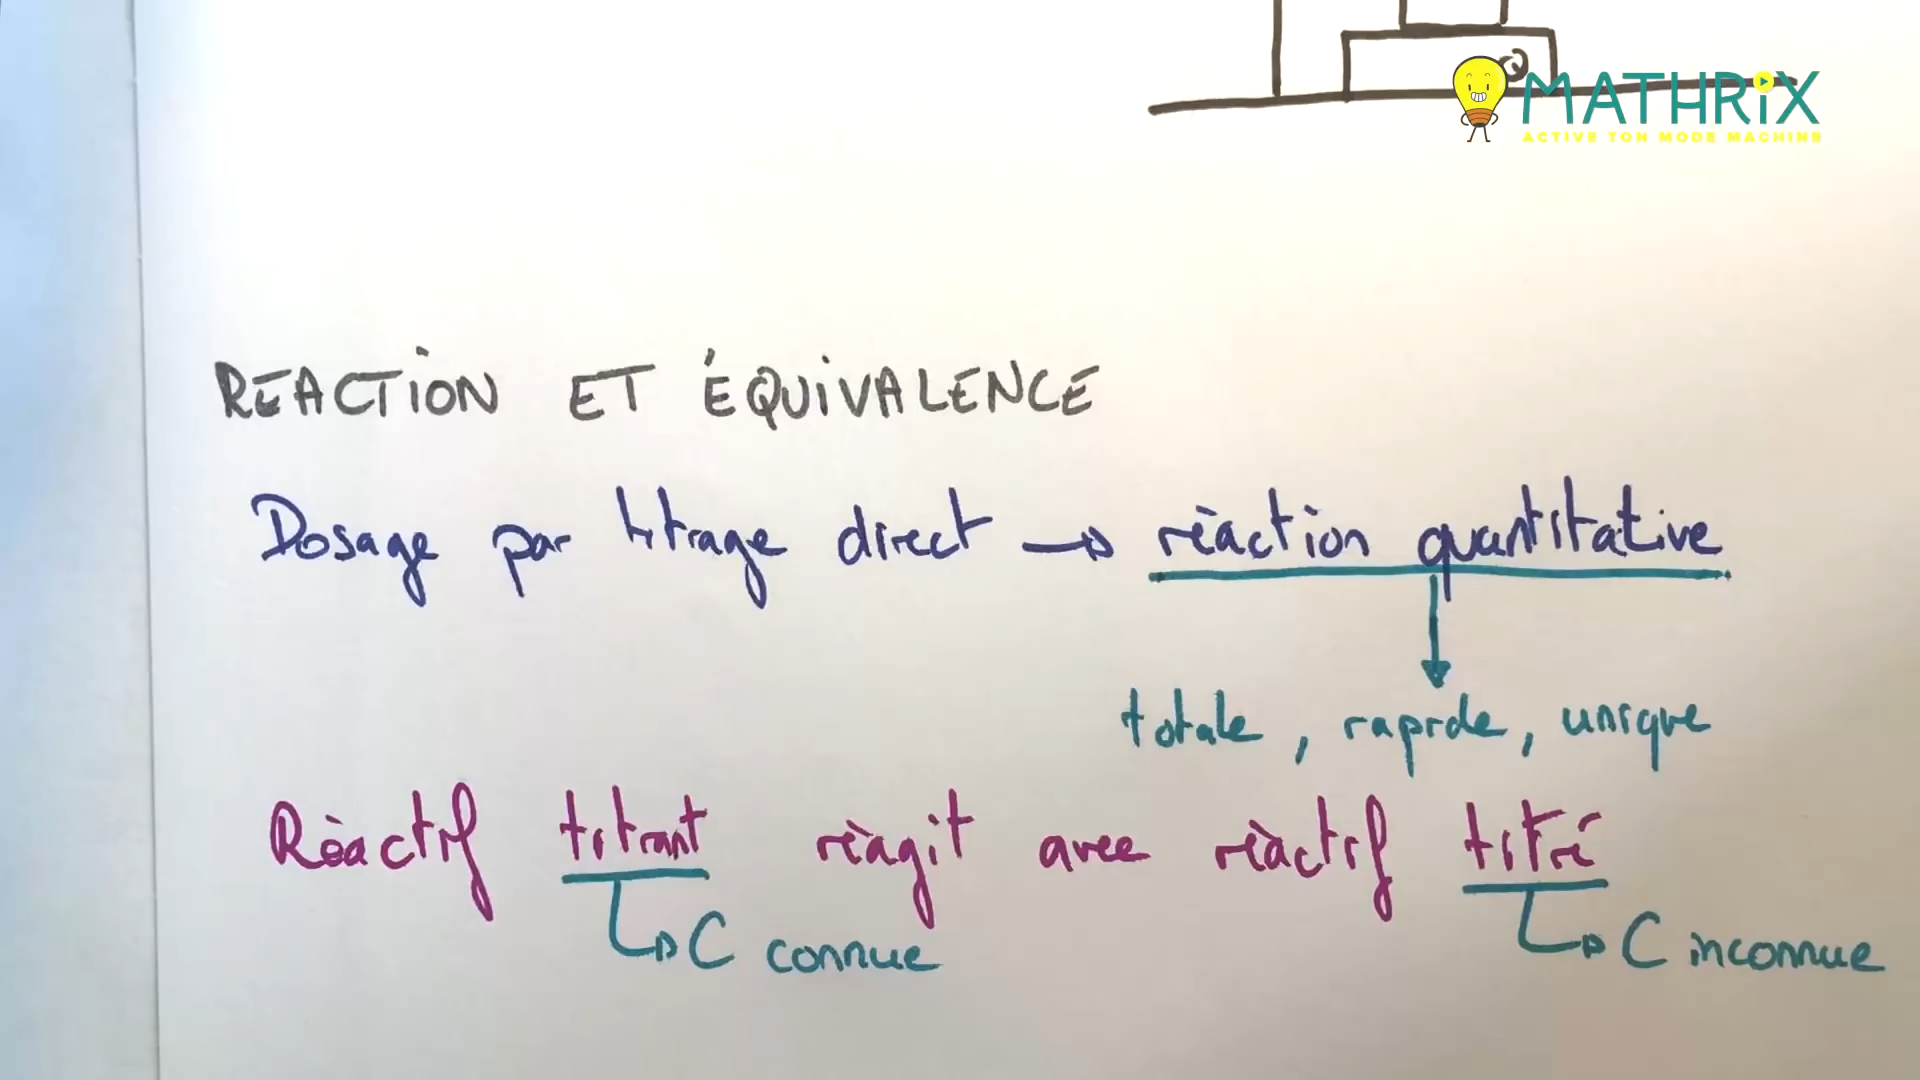 MATHRiX
ACTIVE TON MODE MACHINE
REACTION ET ÉQUIVALENCE
Dosage par titrage direct → réaction quantitative
totale, rapide, unique
Réactif titrant réagit avec réactif titré
C connue
C inconnue